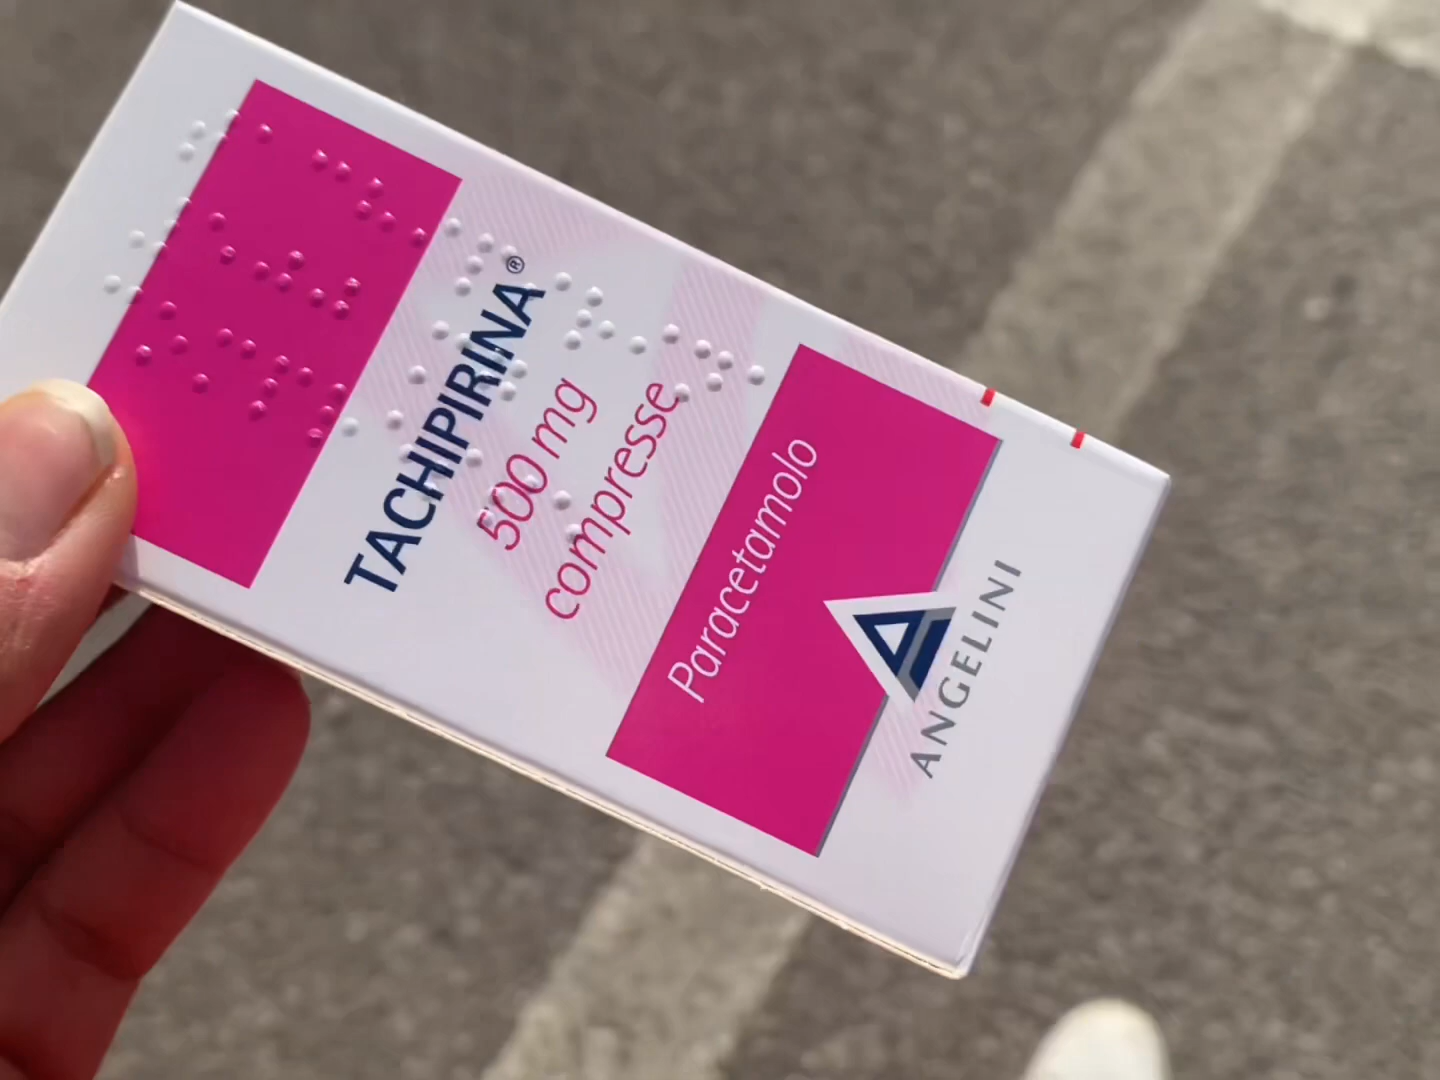 TACHIPIRINA®
500 mg
compresse
Paracetamolo
ANGELINI